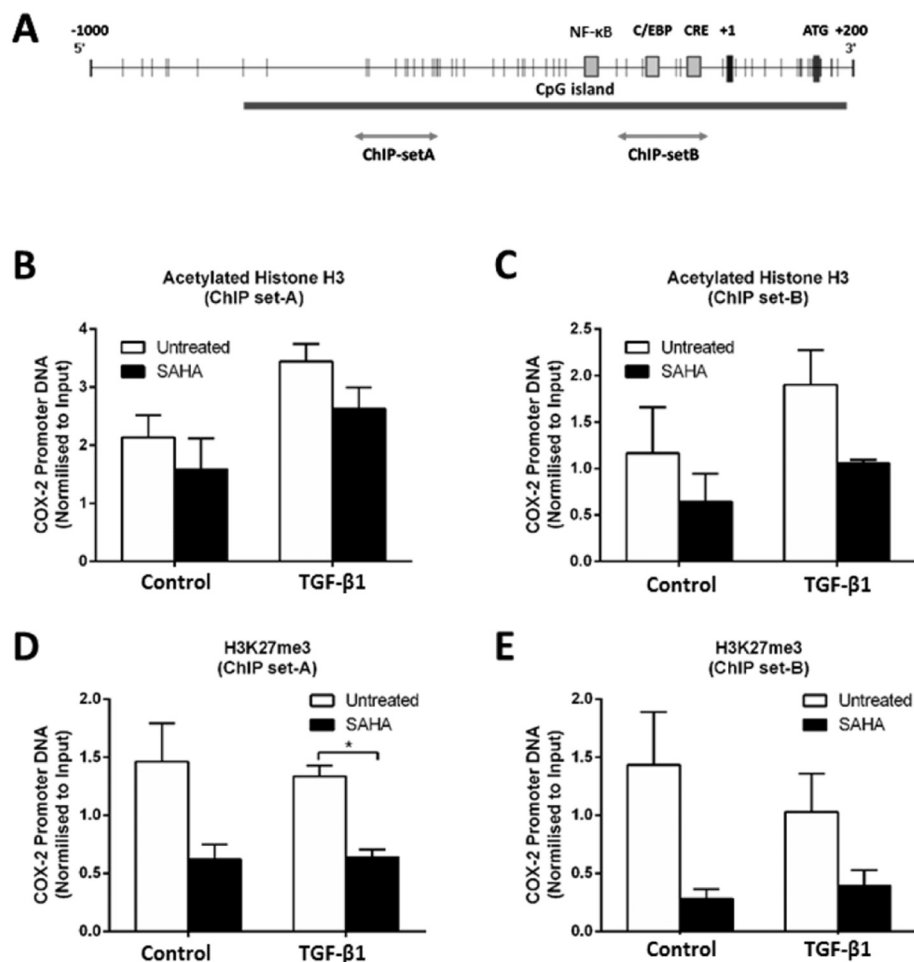 A
-1000
5'
NF-κB
C/EBP
CRE
+1
ATG
+200
3'
CpG island
ChIP-setA
ChIP-setB
B
Acetylated Histone H3
(ChIP set-A)
COX-2 Promoter DNA
(Normilised to Input)
4
3
2
1
0
Untreated
SAHA
Control
TGF-β1
C
Acetylated Histone H3
(ChIP set-B)
COX-2 Promoter DNA
(Normilised to Input)
2.5
2.0
1.5
1.0
0.5
0.0
Untreated
SAHA
Control
TGF-β1
D
H3K27me3
(ChIP set-A)
COX-2 Promoter DNA
(Normilised to Input)
2.0
1.5
1.0
0.5
0.0
Untreated
SAHA
*
Control
TGF-β1
E
H3K27me3
(ChIP set-B)
COX-2 Promoter DNA
(Normilised to Input)
2.0
1.5
1.0
0.5
0.0
Untreated
SAHA
Control
TGF-β1